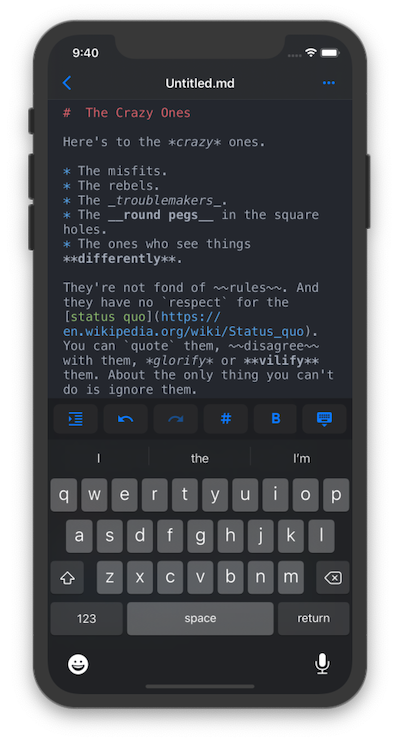 9:40
Untitled.md
#  The Crazy Ones
Here's to the *crazy* ones.
* The misfits.
* The rebels.
* The _troublemakers_.
* The __round pegs__ in the square
holes.
* The ones who see things
**differently**.
They're not fond of ~~rules~~. And
they have no `respect` for the
[status quo](https://
en.wikipedia.org/wiki/Status_quo).
You can `quote` them, ~~disagree~~
with them, *glorify* or **vilify**
them. About the only thing you can't
do is ignore them.
# B
I the I'm
q w e r t y u i o p
a s d f g h j k l
z x c v b n m
123 space return